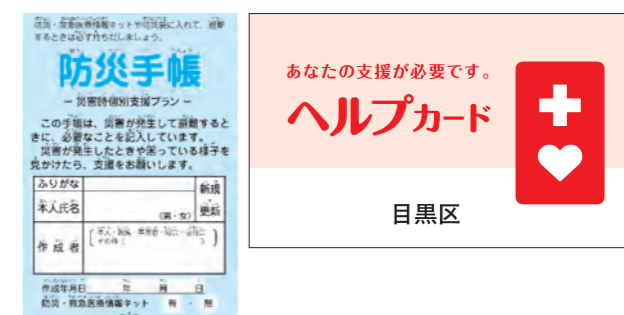 防災・救急医療情報キットや防災袋に入れて、避難
するときは必ず持ちだしましょう。
防災手帳
ー 災害時個別支援プラン ー
この手帳は、災害が発生して避難すると
きに、必要なことを記入しています。
災害が発生したときや困っている様子を
見かけたら、支援をお願いします。
ふりがな
本人氏名
(男・女)
新規
更新
作成者
作成年月日 年 月 日
防災・救急医療情報キット 有 ・ 無
あなたの支援が必要です。
ヘルプカード
目黒区